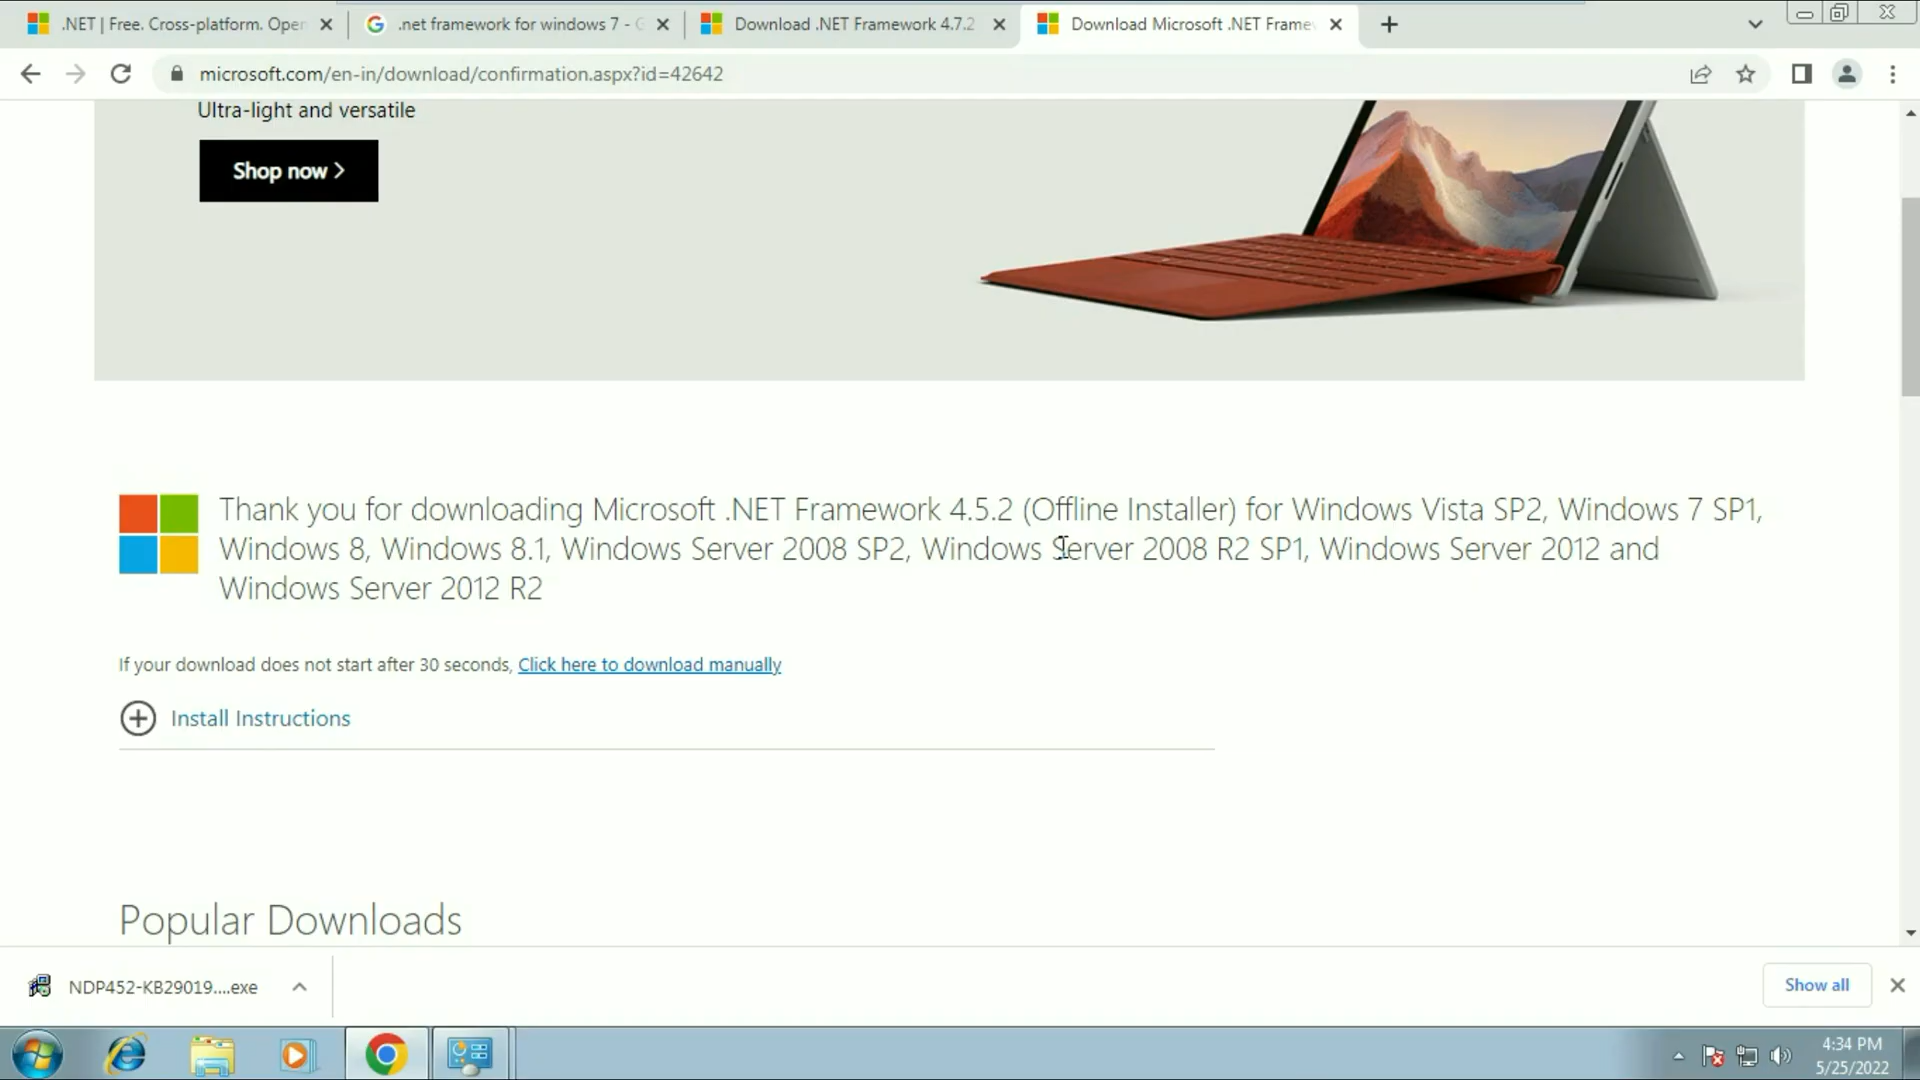 .NET | Free. Cross-platform. Open
.net framework for windows 7 - G
Download .NET Framework 4.7.2
Download Microsoft .NET Frame
microsoft.com/en-in/download/confirmation.aspx?id=42642
Ultra-light and versatile
Shop now >
Thank you for downloading Microsoft .NET Framework 4.5.2 (Offline Installer) for Windows Vista SP2, Windows 7 SP1,
Windows 8, Windows 8.1, Windows Server 2008 SP2, Windows Server 2008 R2 SP1, Windows Server 2012 and
Windows Server 2012 R2
If your download does not start after 30 seconds, Click here to download manually
Install Instructions
Popular Downloads
NDP452-KB29019....exe
Show all
4:34 PM
5/25/2022